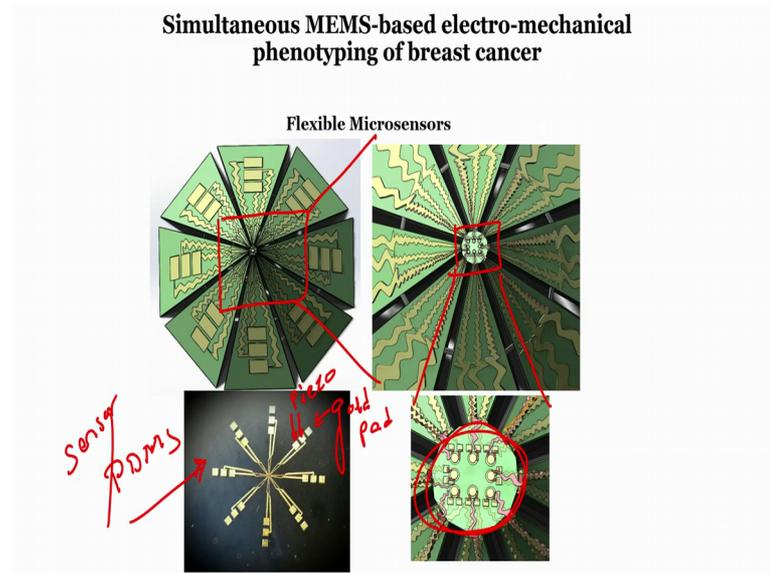 Simultaneous MEMS-based electro-mechanical
phenotyping of breast cancer
Flexible Microsensors
piezo
gold
pad
sensor
PDMS